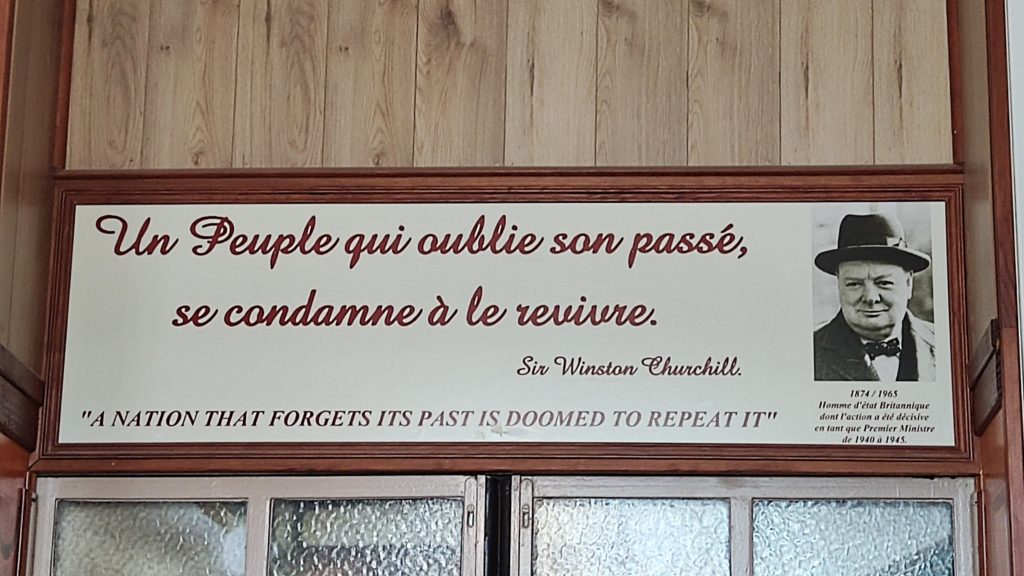 Un Peuple qui oublie son passé,
se condamne à le revivre.
Sir Winston Churchill.
"A NATION THAT FORGETS ITS PAST IS DOOMED TO REPEAT IT"
1874 / 1965
Homme d'état Britannique
dont l'action a été décisive
en tant que Premier Ministre
de 1940 à 1945.